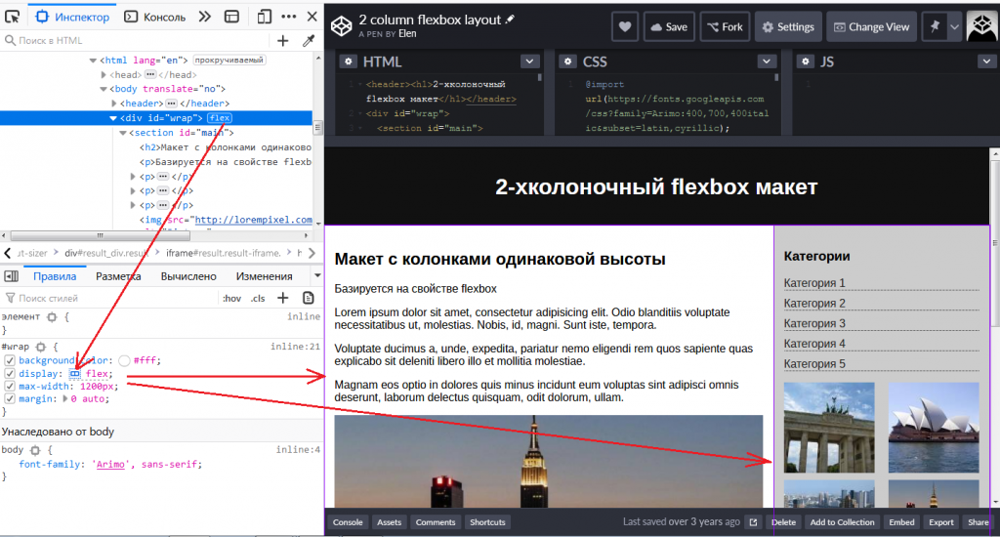 Инспектор Консоль
Поиск в HTML
<html lang="en"> прокручиваемый
<head> ••• </head>
<body translate="no">
<header> ••• </header>
<div id="wrap"> flex
<section id="main">
<h2>Макет с колонками одинаково
<p>Базируется на свойстве flexb
<p> ••• </p>
<p> ••• </p>
<p> ••• </p>
<img src="http://lorempixel.com
ut-sizer > div#result_div.result > iframe#result.result-iframe. > h
Правила Разметка Вычислено Изменения
Поиск стилей :hov .cls
элемент { inline
}
#wrap { inline:21
background-color: #fff;
display: flex;
max-width: 1200px;
margin: 0 auto;
}
Унаследовано от body
body { inline:4
font-family: 'Arimo', sans-serif;
}
2 column flexbox layout
A PEN BY Elen
Save Fork Settings Change View
HTML
1 <header><h1>2-хколоночный
flexbox макет</h1></header>
2 <div id="wrap">
3 <section id="main">
CSS
1 @import
url(https://fonts.googleapis.com
/css?family=Arimo:400,700,400ital
ic&subset=latin,cyrillic);
JS
1
2-хколоночный flexbox макет
Макет с колонками одинаковой высоты
Базируется на свойстве flexbox
Lorem ipsum dolor sit amet, consectetur adipisicing elit. Odio blanditiis voluptate
necessitatibus ut, molestias. Nobis, id, magni. Sunt iste, tempora.
Voluptate ducimus a, unde, expedita, pariatur nemo eligendi rem quos sapiente quas
explicabo sit deleniti libero illo et mollitia molestiae.
Magnam eos optio in dolores quis minus incidunt eum voluptas sint adipisci omnis
deserunt, laborum delectus quisquam, odit dolorum, ullam.
Категории
Категория 1
Категория 2
Категория 3
Категория 4
Категория 5
Console Assets Comments Shortcuts Last saved over 3 years ago Delete Add to Collection Embed Export Share